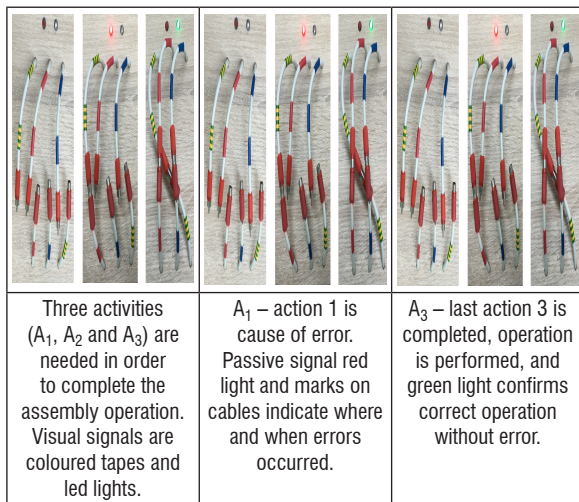 Three activities
(A₁, A₂ and A₃) are
needed in order
to complete the
assembly operation.
Visual signals are
coloured tapes and
led lights.
A₁ – action 1 is
cause of error.
Passive signal red
light and marks on
cables indicate where
and when errors
occurred.
A₃ – last action 3 is
completed, operation
is performed, and
green light confirms
correct operation
without error.